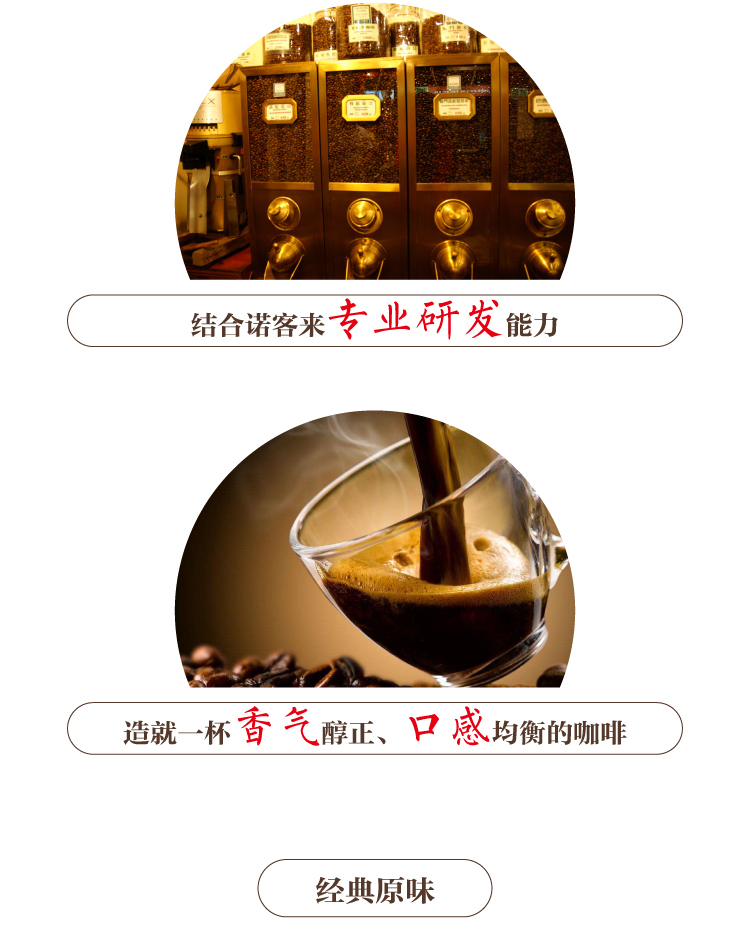 结合诺客来专业研发能力
造就一杯香气醇正、口感均衡的咖啡
经典原味